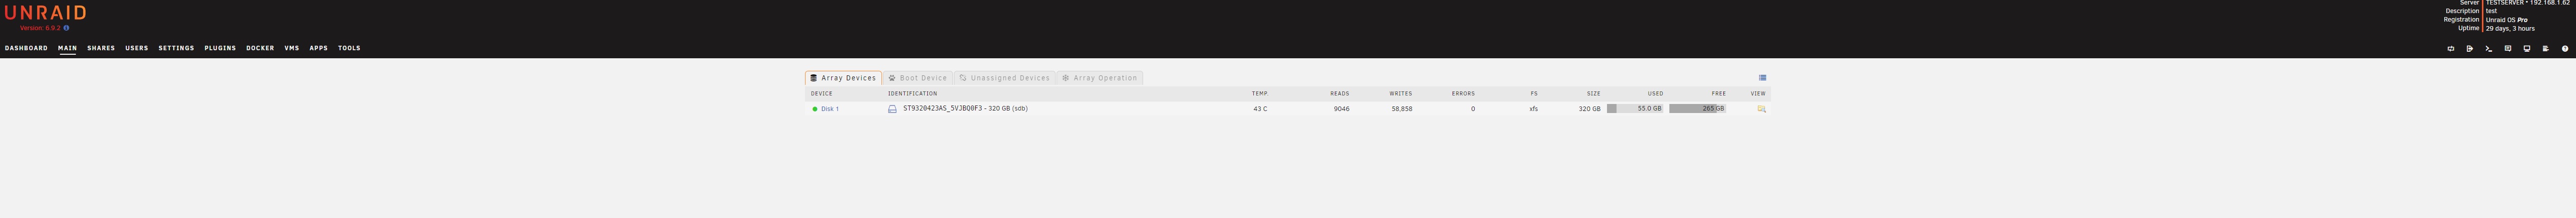 UNRAID
Version: 6.9.2
Server TESTSERVER • 192.168.1.62
Description test
Registration Unraid OS Pro
Uptime 29 days, 3 hours
DASHBOARD MAIN SHARES USERS SETTINGS PLUGINS DOCKER VMS APPS TOOLS
Array Devices Boot Device Unassigned Devices Array Operation
DEVICE IDENTIFICATION TEMP. READS WRITES ERRORS FS SIZE USED FREE VIEW
Disk 1 ST9320423AS_5VJBQ0F3 - 320 GB (sdb) 43 C 9046 58,858 0 xfs 320 GB 55.0 GB 265 GB